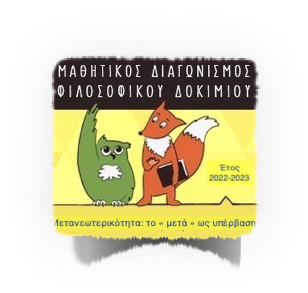 ΜΑΘΗΤΙΚΟΣ ΔΙΑΓΩΝΙΣΜΟΣ
ΦΙΛΟΣΟΦΙΚΟΥ ΔΟΚΙΜΙΟΥ
Έτος
2022-2023
Μετανεωτερικότητα: το « μετά » ως υπέρβαση